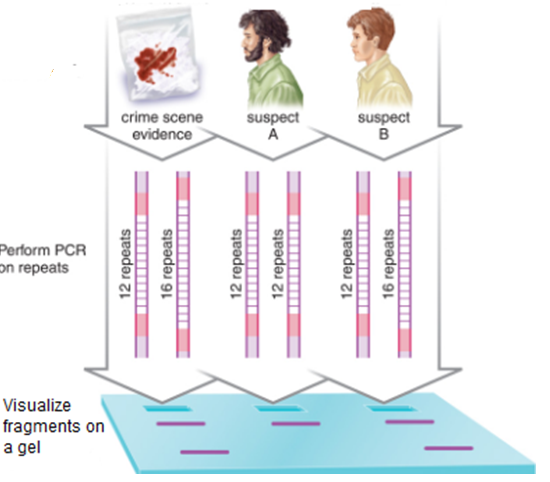 crime scene
evidence
suspect
A
suspect
B
Perform PCR
on repeats
12 repeats
16 repeats
12 repeats
12 repeats
12 repeats
16 repeats
Visualize
fragments on
a gel